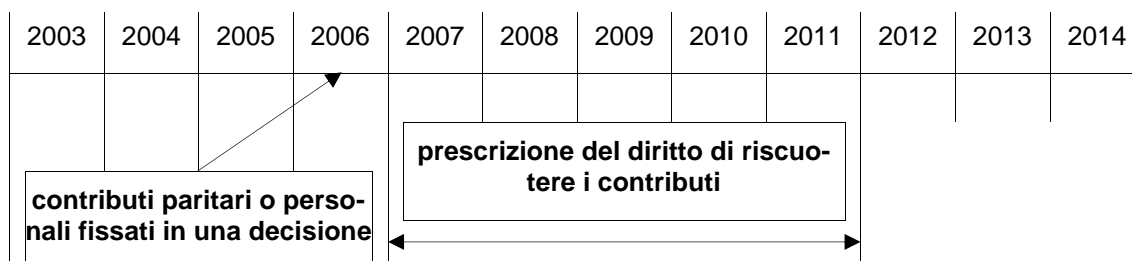 2003 2004 2005 2006 2007 2008 2009 2010 2011 2012 2013 2014
prescrizione del diritto di riscuo-
tere i contributi
contributi paritari o perso-
nali fissati in una decisione